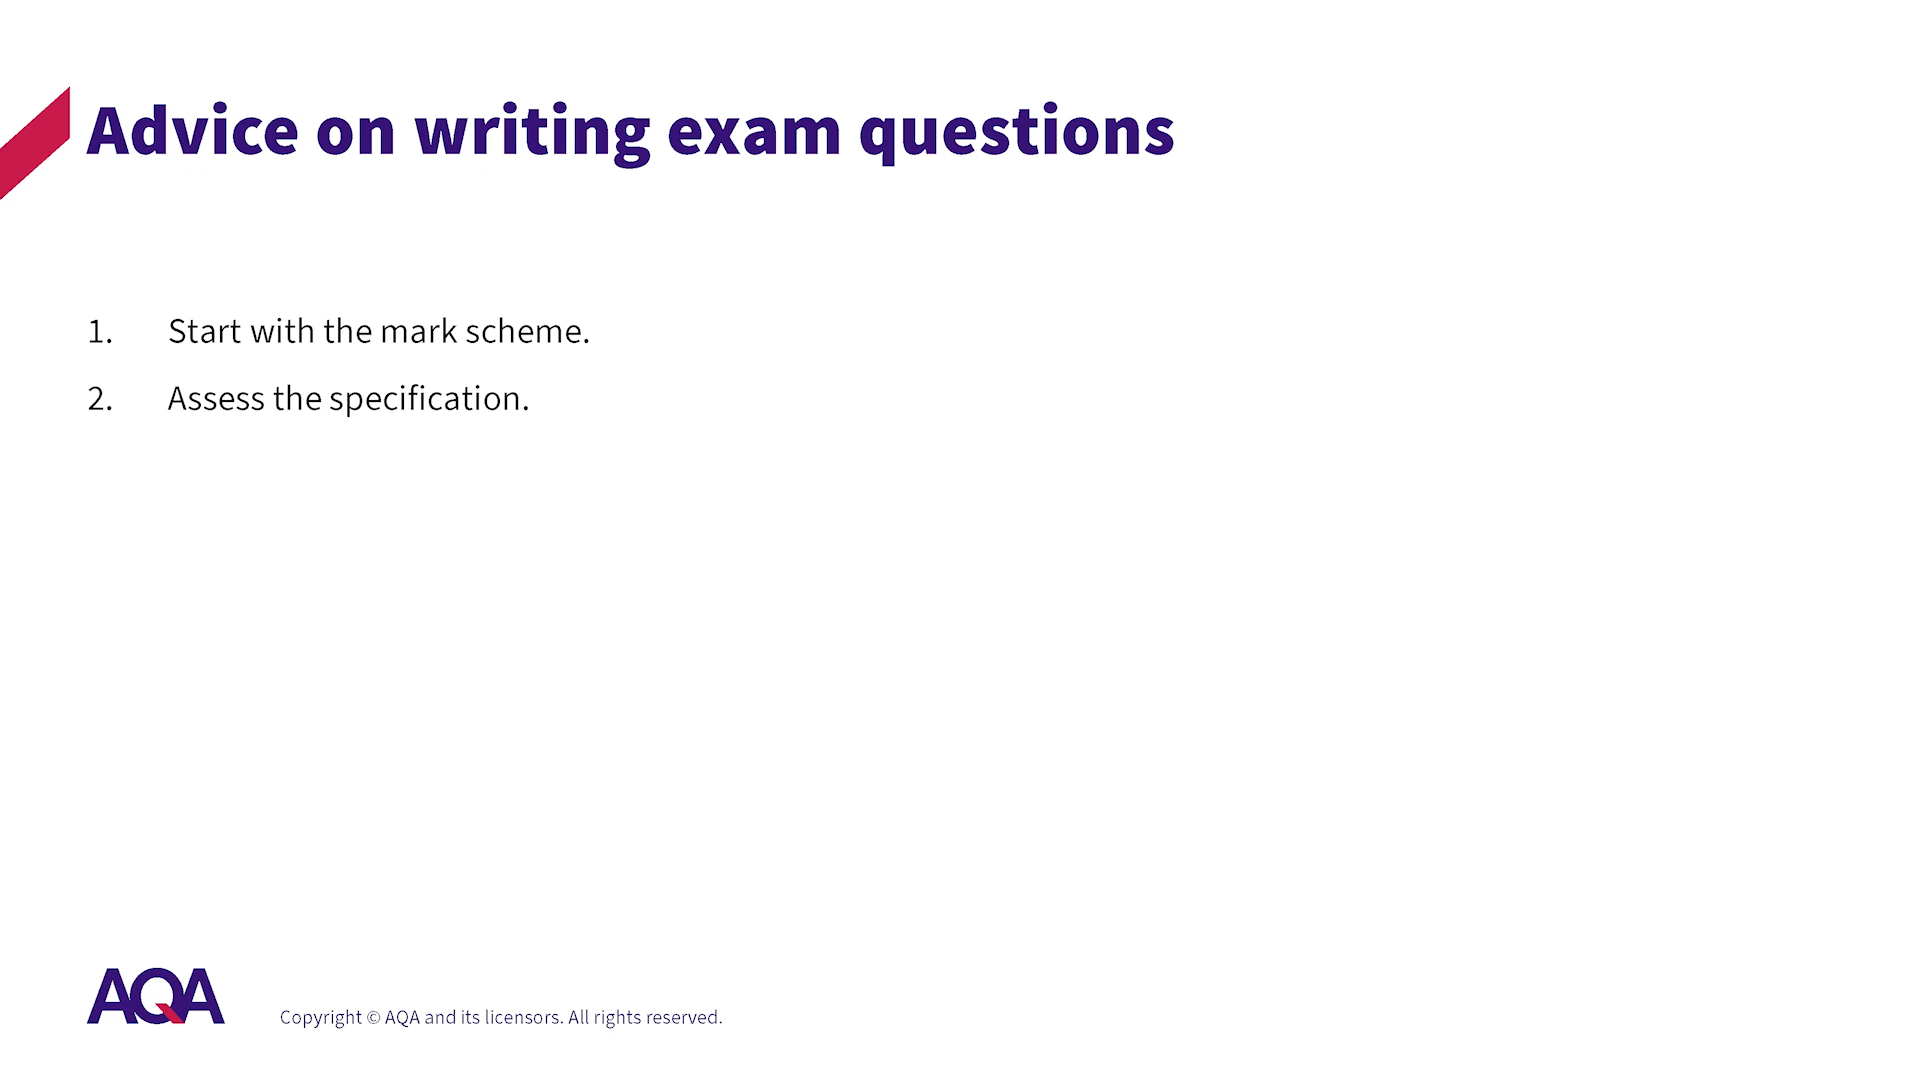 Advice on writing exam questions
1. Start with the mark scheme.
2. Assess the specification.
AQA
Copyright © AQA and its licensors. All rights reserved.